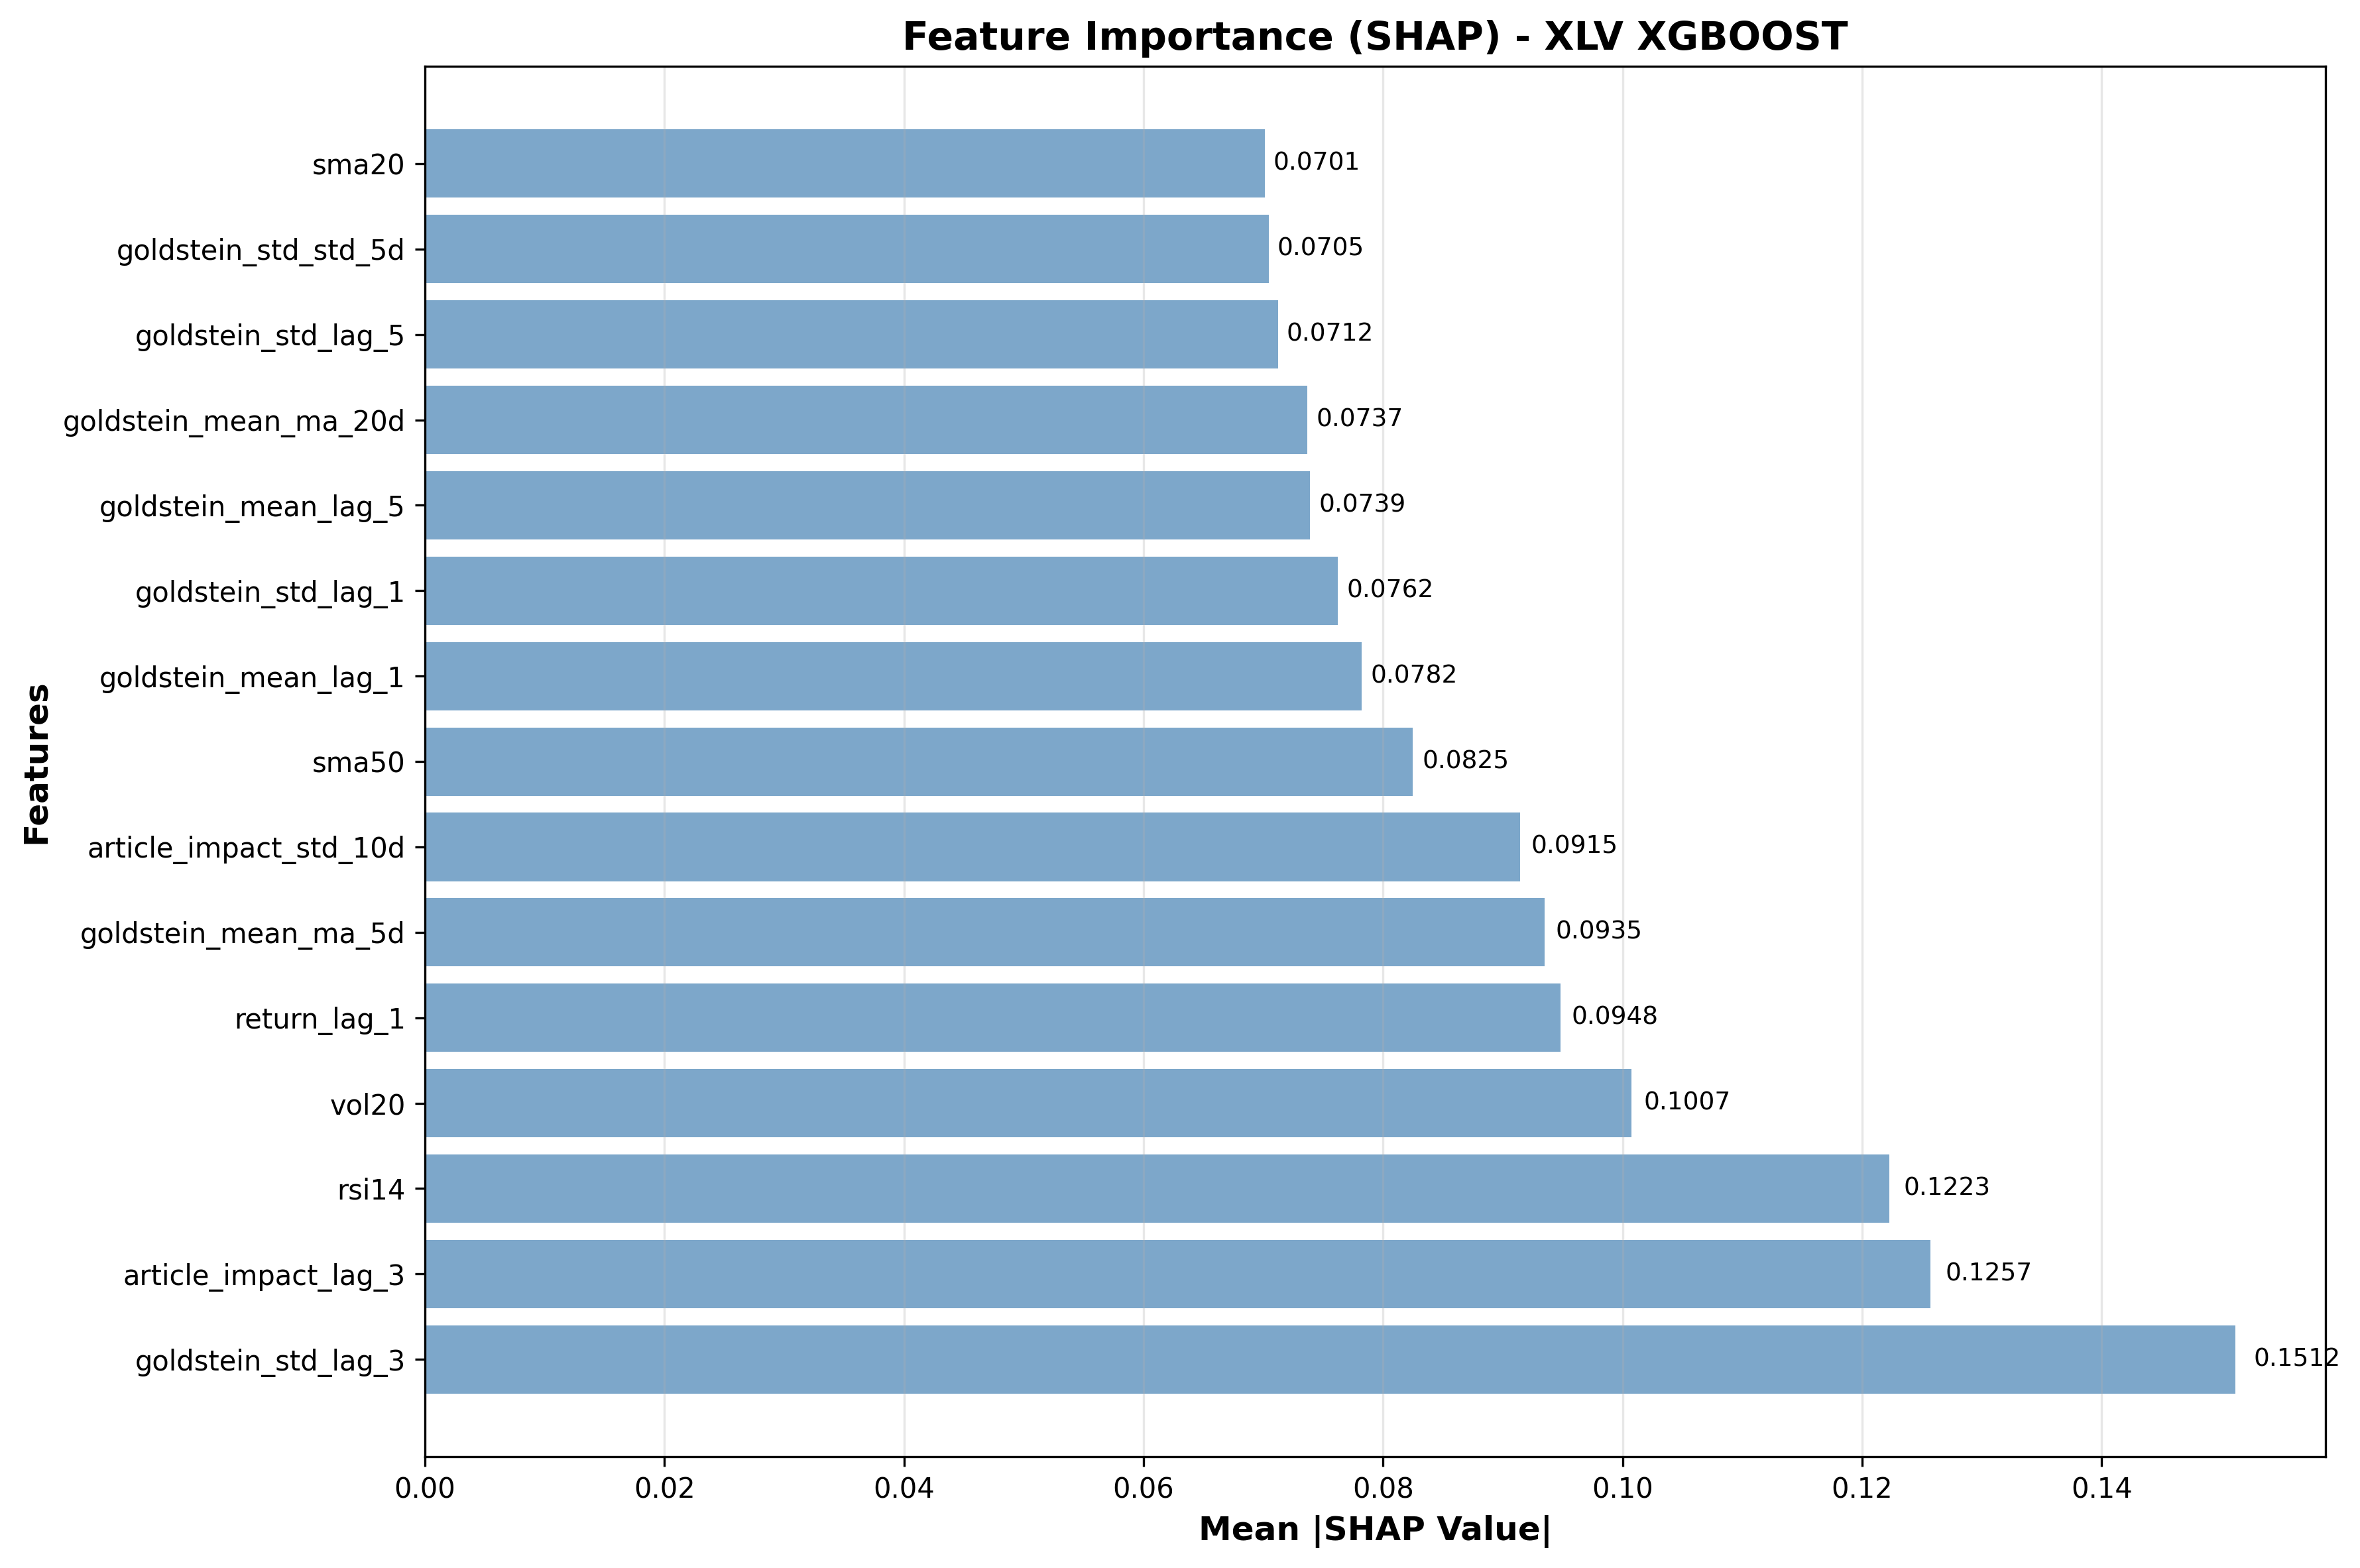 Feature Importance (SHAP) - XLV XGBOOST
Features
sma20 0.0701
goldstein_std_std_5d 0.0705
goldstein_std_lag_5 0.0712
goldstein_mean_ma_20d 0.0737
goldstein_mean_lag_5 0.0739
goldstein_std_lag_1 0.0762
goldstein_mean_lag_1 0.0782
sma50 0.0825
article_impact_std_10d 0.0915
goldstein_mean_ma_5d 0.0935
return_lag_1 0.0948
vol20 0.1007
rsi14 0.1223
article_impact_lag_3 0.1257
goldstein_std_lag_3 0.1512
0.00 0.02 0.04 0.06 0.08 0.10 0.12 0.14
Mean |SHAP Value|